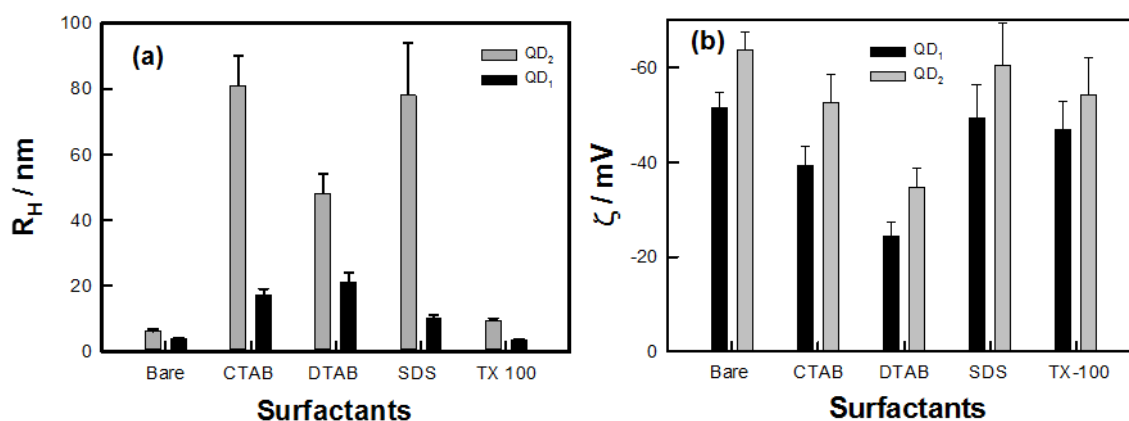 (a)
QD2
QD1
100
80
60
40
20
0
RH / nm
Bare CTAB DTAB SDS TX 100
Surfactants
(b)
QD1
QD2
-60
-40
-20
0
ζ / mV
Bare CTAB DTAB SDS TX-100
Surfactants